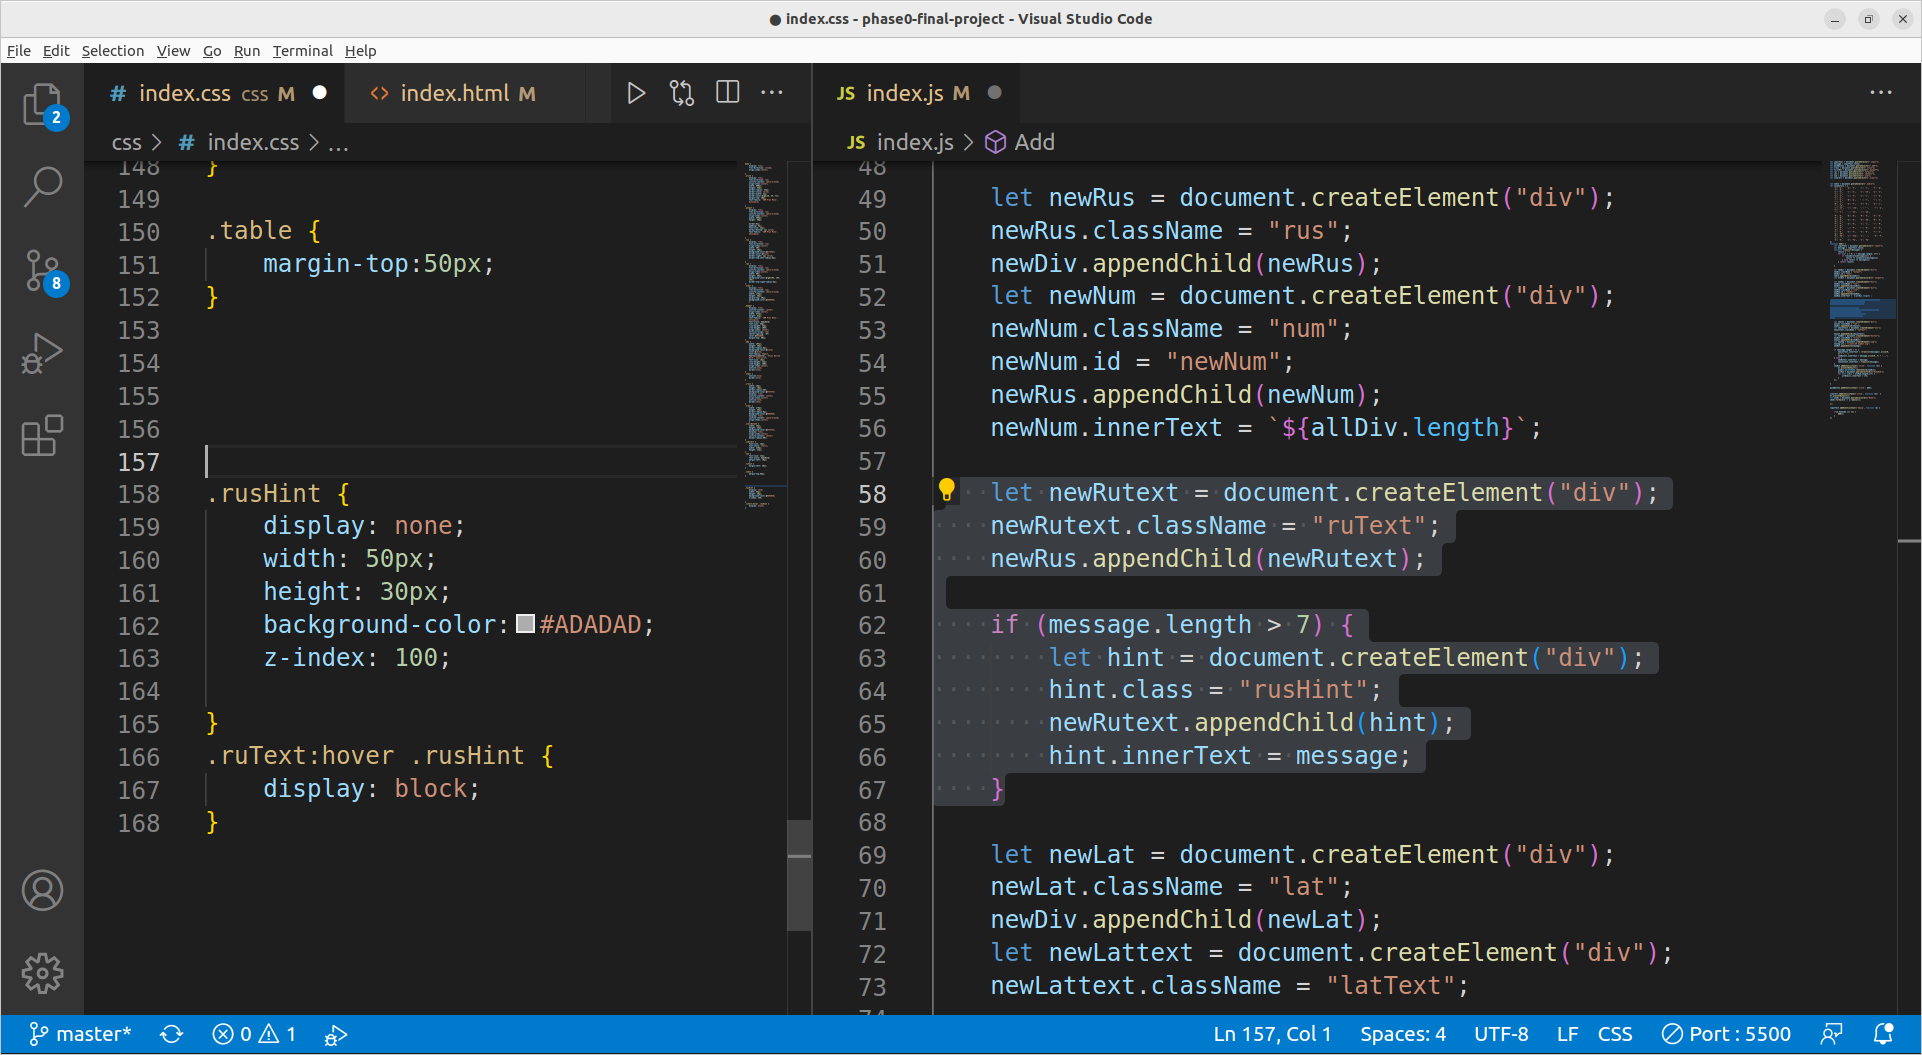 ● index.css - phase0-final-project - Visual Studio Code
File Edit Selection View Go Run Terminal Help
# index.css css M ●
<> index.html M
css > # index.css > ...
148 }
149
150 .table {
151     margin-top:50px;
152 }
153
154
155
156
157
158 .rusHint {
159     display: none;
160     width: 50px;
161     height: 30px;
162     background-color: #ADADAD;
163     z-index: 100;
164
165 }
166 .ruText:hover .rusHint {
167     display: block;
168 }
JS index.js M ●
JS index.js > Add
48
49     let newRus = document.createElement("div");
50     newRus.className = "rus";
51     newDiv.appendChild(newRus);
52     let newNum = document.createElement("div");
53     newNum.className = "num";
54     newNum.id = "newNum";
55     newRus.appendChild(newNum);
56     newNum.innerText = `${allDiv.length}`;
57
58     let newRutext = document.createElement("div");
59     newRutext.className = "ruText";
60     newRus.appendChild(newRutext);
61
62     if (message.length > 7) {
63         let hint = document.createElement("div");
64         hint.class = "rusHint";
65         newRutext.appendChild(hint);
66         hint.innerText = message;
67     }
68
69     let newLat = document.createElement("div");
70     newLat.className = "lat";
71     newDiv.appendChild(newLat);
72     let newLattext = document.createElement("div");
73     newLattext.className = "latText";
74
2
8
master* 0 1
Ln 157, Col 1 Spaces: 4 UTF-8 LF CSS Port : 5500